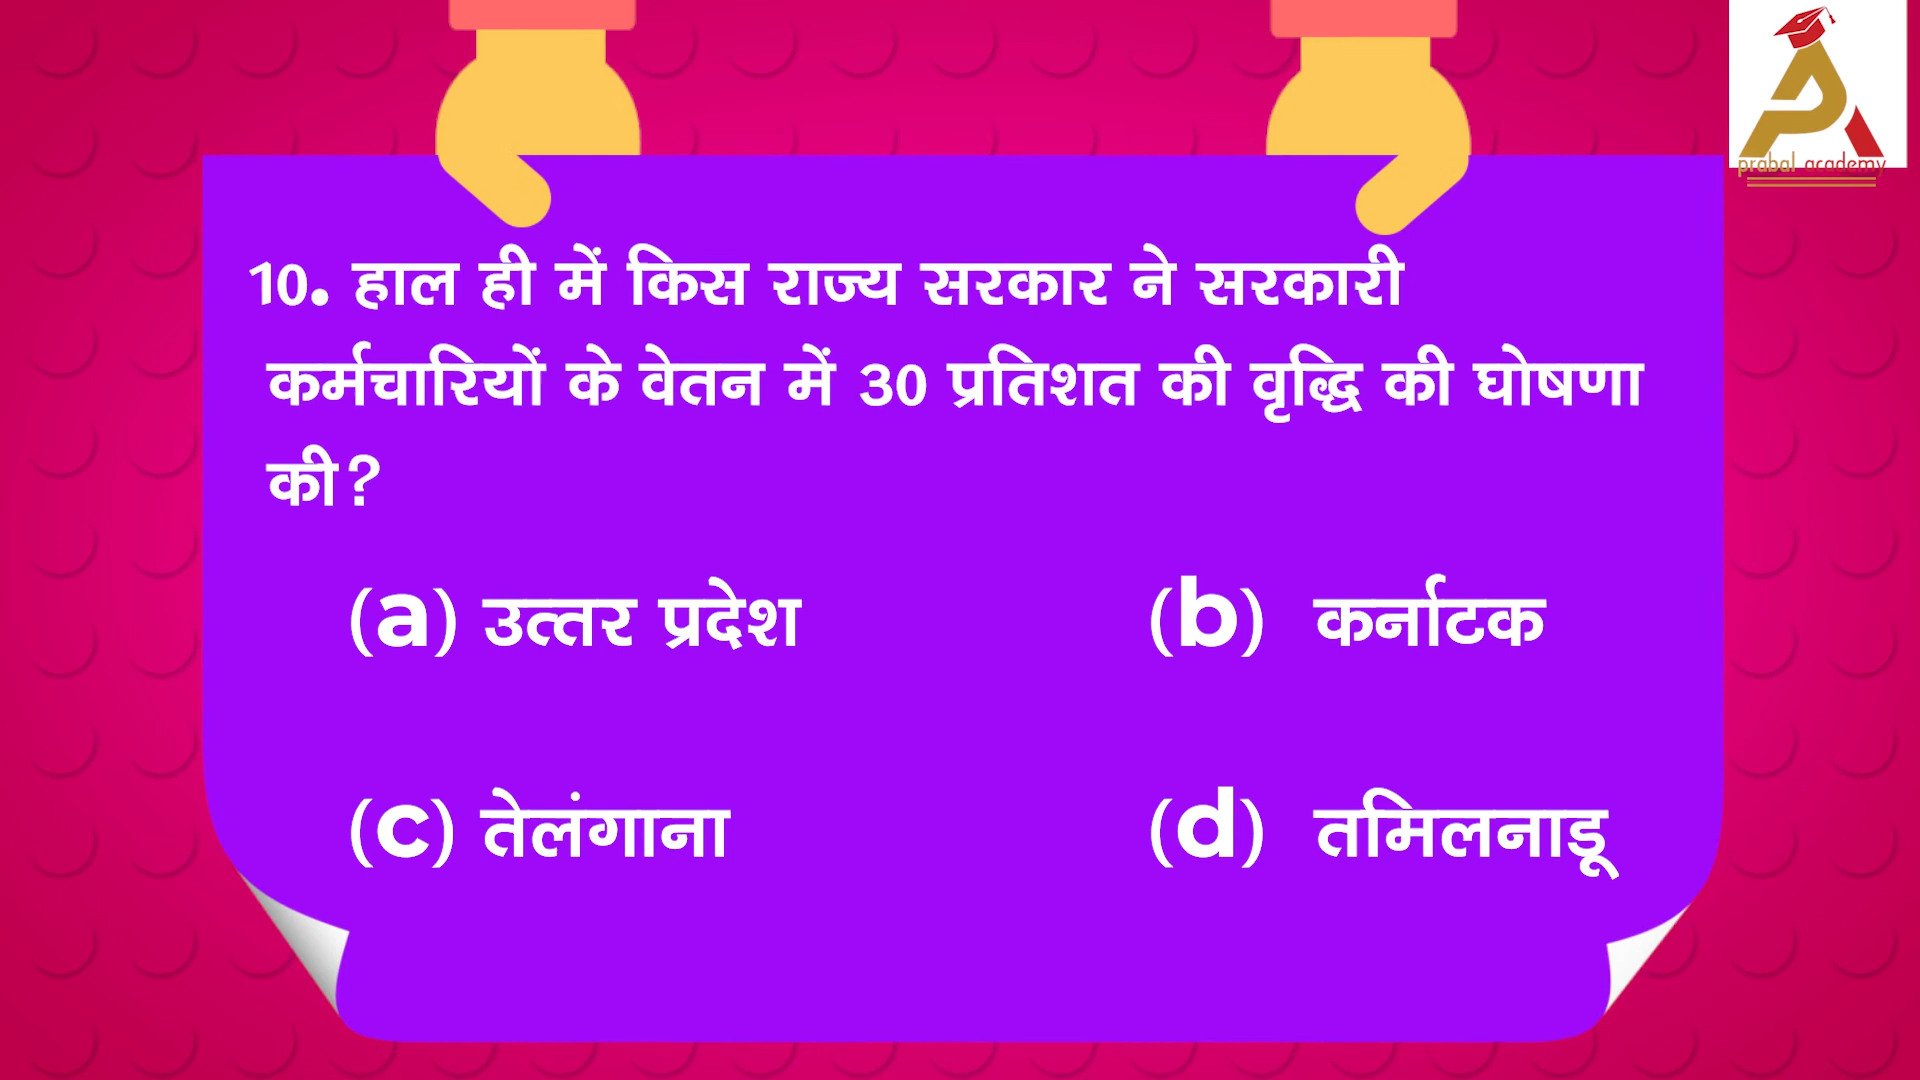 prabal academy
10. हाल ही में किस राज्य सरकार ने सरकारी
कर्मचारियों के वेतन में 30 प्रतिशत की वृद्धि की घोषणा
की?
(a) उत्तर प्रदेश
(b) कर्नाटक
(c) तेलंगाना
(d) तमिलनाडू